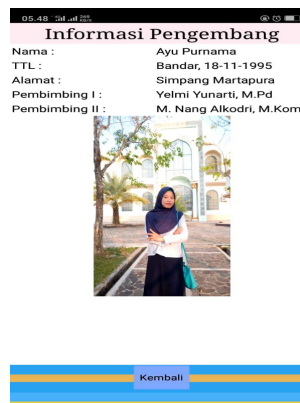 05.48
Informasi Pengembang
Nama : Ayu Purnama
TTL : Bandar, 18-11-1995
Alamat : Simpang Martapura
Pembimbing I : Yelmi Yunarti, M.Pd
Pembimbing II : M. Nang Alkodri, M.Kom
Kembali